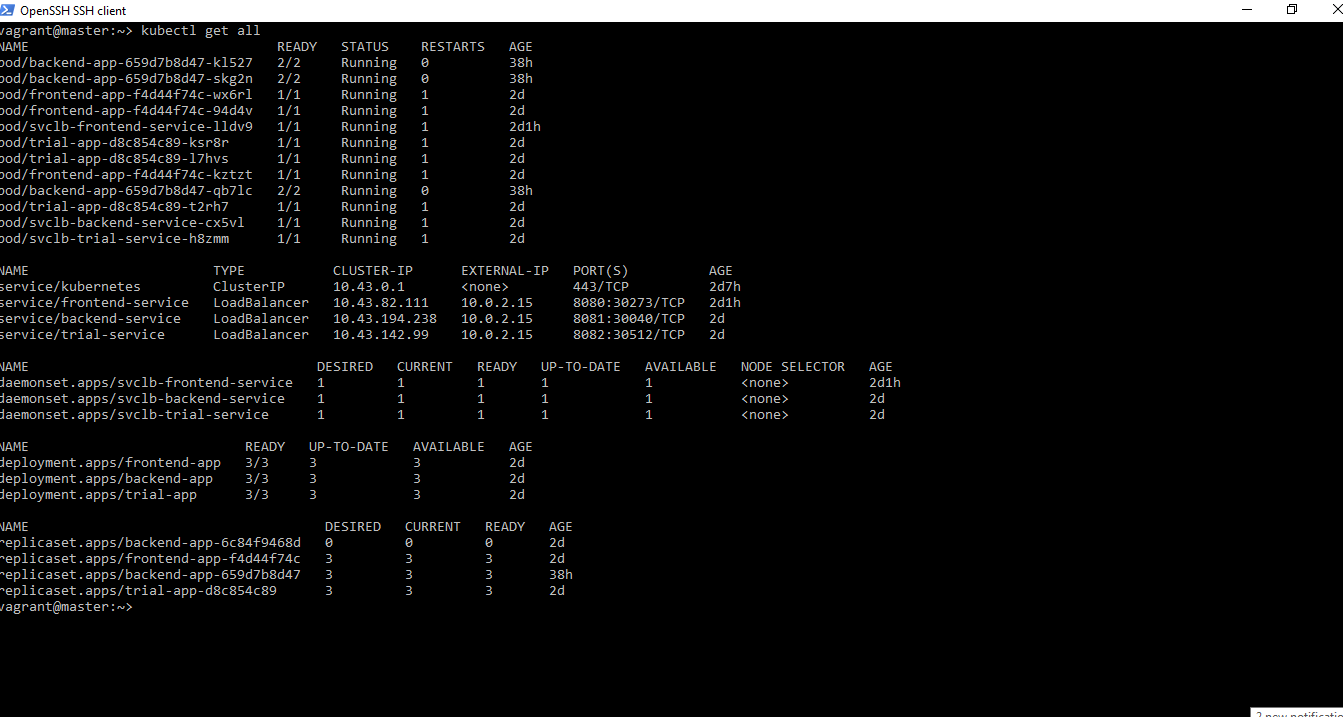 OpenSSH SSH client
vagrant@master:~> kubectl get all
NAME READY STATUS RESTARTS AGE
pod/backend-app-659d7b8d47-kl527 2/2 Running 0 38h
pod/backend-app-659d7b8d47-skg2n 2/2 Running 0 38h
pod/frontend-app-f4d44f74c-wx6rl 1/1 Running 1 2d
pod/frontend-app-f4d44f74c-94d4v 1/1 Running 1 2d
pod/svclb-frontend-service-lldv9 1/1 Running 1 2d1h
pod/trial-app-d8c854c89-ksr8r 1/1 Running 1 2d
pod/trial-app-d8c854c89-l7hvs 1/1 Running 1 2d
pod/frontend-app-f4d44f74c-kztzt 1/1 Running 1 2d
pod/backend-app-659d7b8d47-qb7lc 2/2 Running 0 38h
pod/trial-app-d8c854c89-t2rh7 1/1 Running 1 2d
pod/svclb-backend-service-cx5vl 1/1 Running 1 2d
pod/svclb-trial-service-h8zmm 1/1 Running 1 2d
NAME TYPE CLUSTER-IP EXTERNAL-IP PORT(S) AGE
service/kubernetes ClusterIP 10.43.0.1 <none> 443/TCP 2d7h
service/frontend-service LoadBalancer 10.43.82.111 10.0.2.15 8080:30273/TCP 2d1h
service/backend-service LoadBalancer 10.43.194.238 10.0.2.15 8081:30040/TCP 2d
service/trial-service LoadBalancer 10.43.142.99 10.0.2.15 8082:30512/TCP 2d
NAME DESIRED CURRENT READY UP-TO-DATE AVAILABLE NODE SELECTOR AGE
daemonset.apps/svclb-frontend-service 1 1 1 1 1 <none> 2d1h
daemonset.apps/svclb-backend-service 1 1 1 1 1 <none> 2d
daemonset.apps/svclb-trial-service 1 1 1 1 1 <none> 2d
NAME READY UP-TO-DATE AVAILABLE AGE
deployment.apps/frontend-app 3/3 3 3 2d
deployment.apps/backend-app 3/3 3 3 2d
deployment.apps/trial-app 3/3 3 3 2d
NAME DESIRED CURRENT READY AGE
replicaset.apps/backend-app-6c84f9468d 0 0 0 2d
replicaset.apps/frontend-app-f4d44f74c 3 3 3 2d
replicaset.apps/backend-app-659d7b8d47 3 3 3 38h
replicaset.apps/trial-app-d8c854c89 3 3 3 2d
vagrant@master:~>